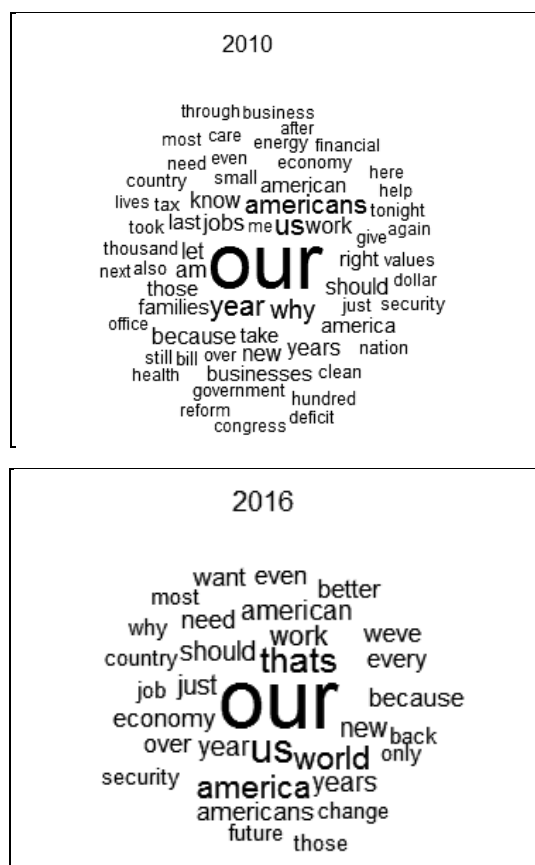 2010
through business
after
most care energy financial
need even economy
country small american here
help
lives tax know americans tonight
took last jobs me us work give again
thousand let our right values
next also am should dollar
those
families year why just security
office america
because take
still bill over new years nation
health businesses clean
government hundred
reform deficit
congress
2016
want even
most better
why need american
work weve
country should thats every
job just our because
economy new back
over year us world only
security america years
americans change
future those